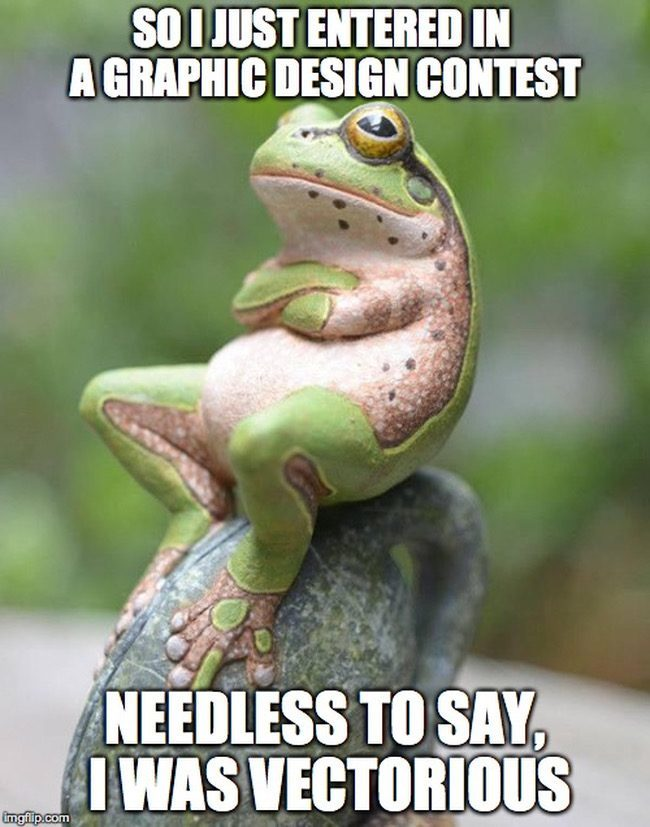 SO I JUST ENTERED IN
A GRAPHIC DESIGN CONTEST
NEEDLESS TO SAY,
I WAS VECTORIOUS
imgflip.com